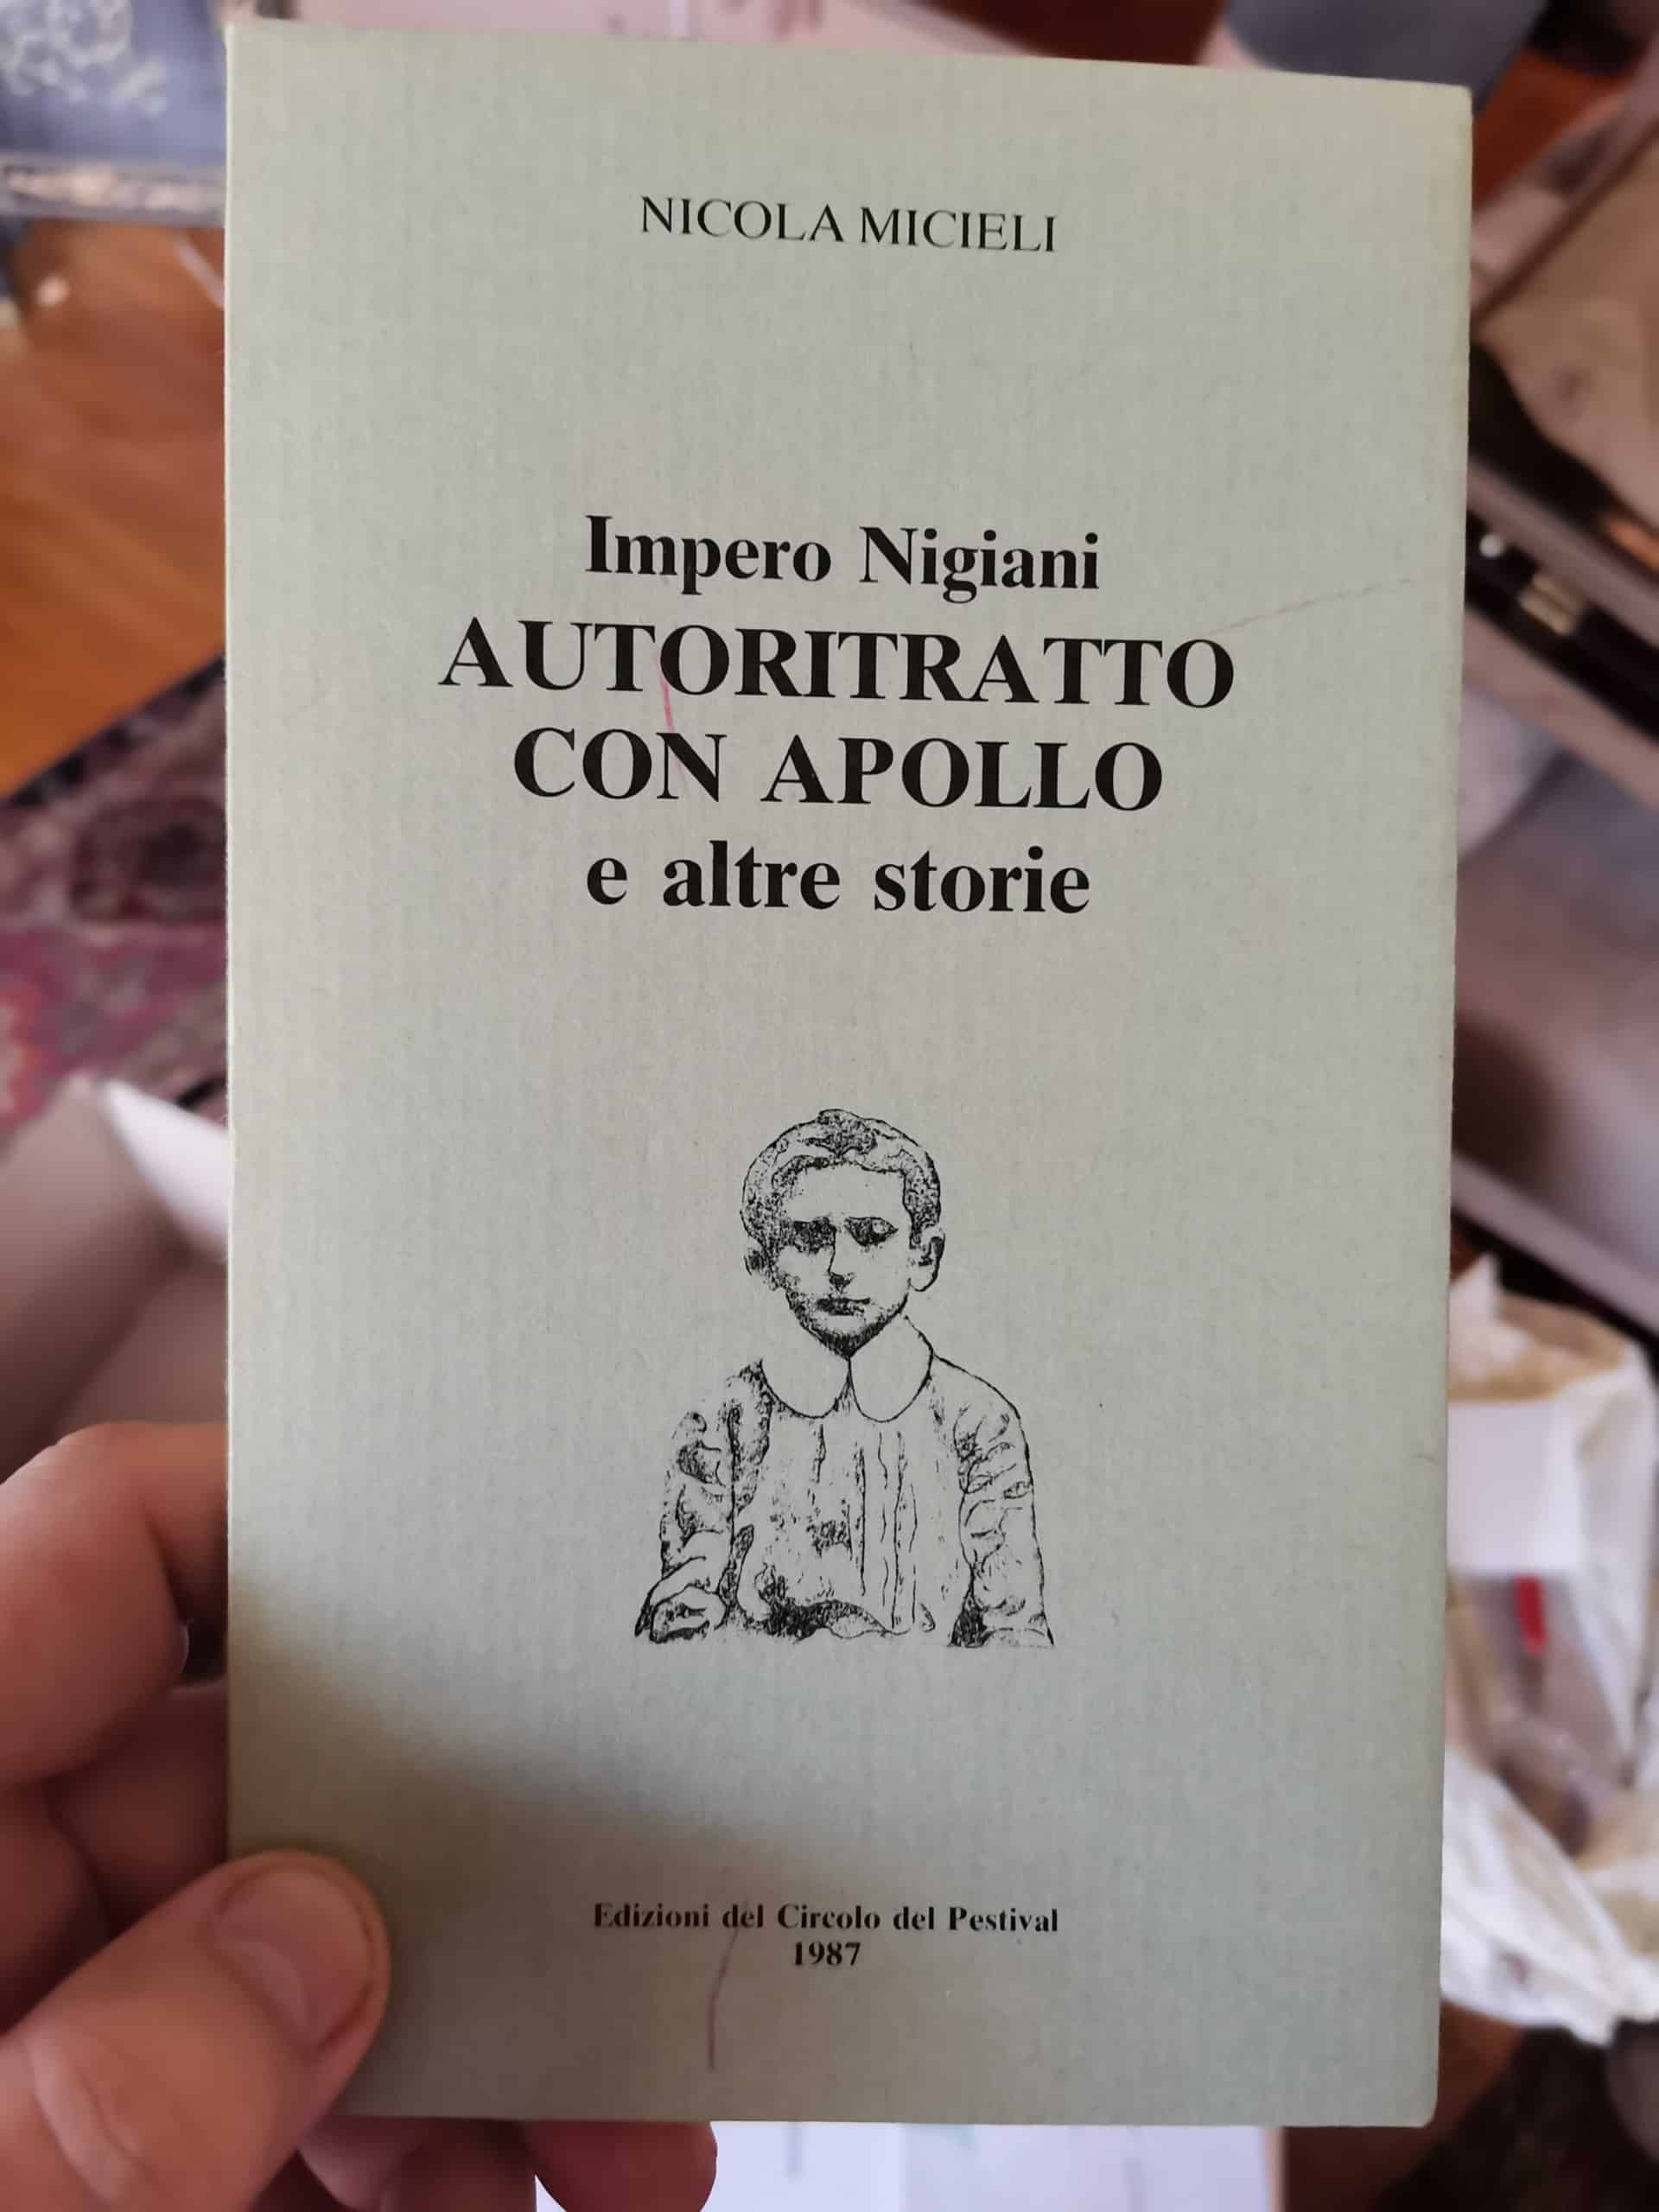 NICOLA MICIELI
Impero Nigiani
AUTORITRATTO
CON APOLLO
e altre storie
Edizioni del Circolo del Pestival
1987